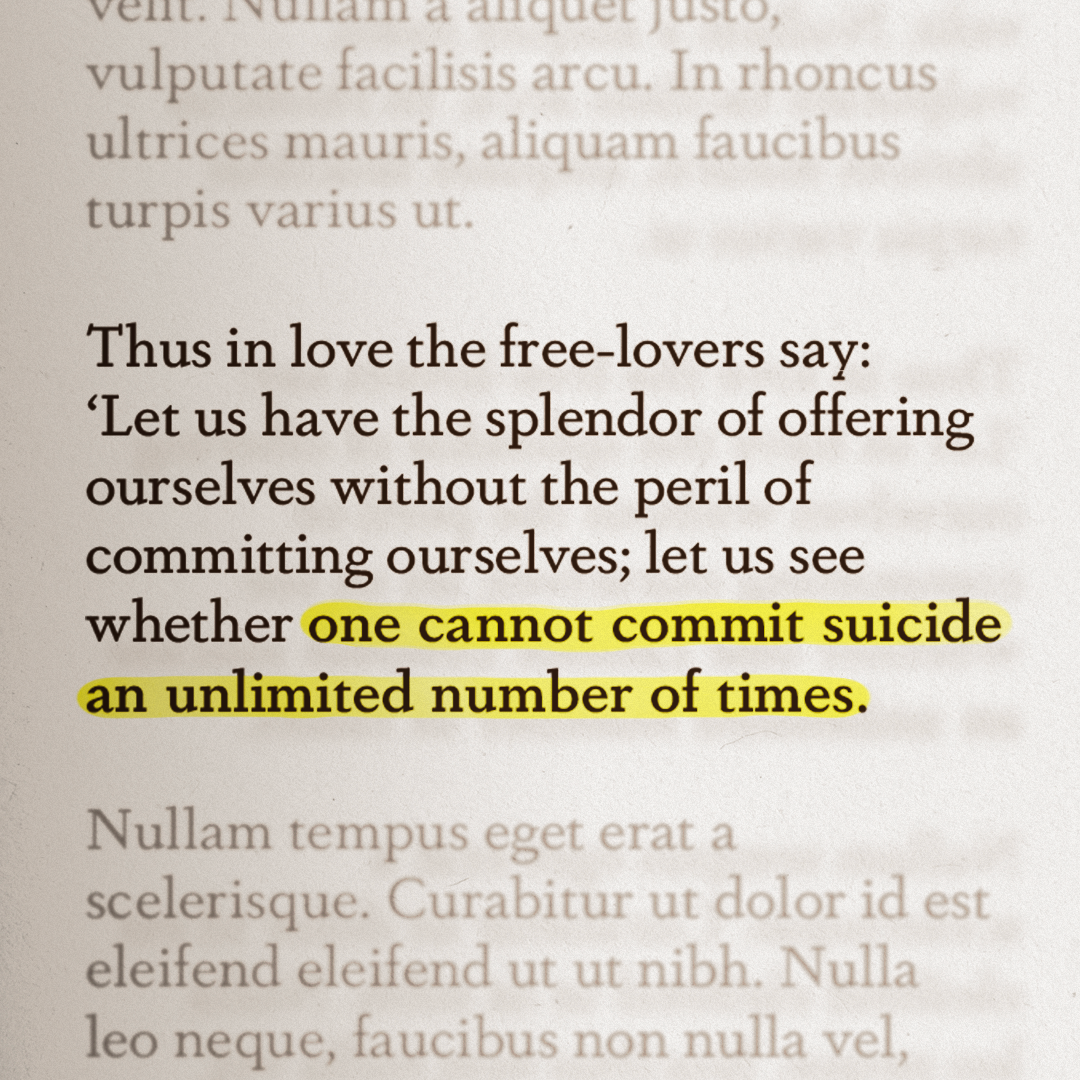 velit. Nullam a aliquet justo,
vulputate facilisis arcu. In rhoncus
ultrices mauris, aliquam faucibus
turpis varius ut.
Thus in love the free-lovers say:
‘Let us have the splendor of offering
ourselves without the peril of
committing ourselves; let us see
whether one cannot commit suicide
an unlimited number of times.
Nullam tempus eget erat a
scelerisque. Curabitur ut dolor id est
eleifend eleifend ut ut nibh. Nulla
leo neque, faucibus non nulla vel,